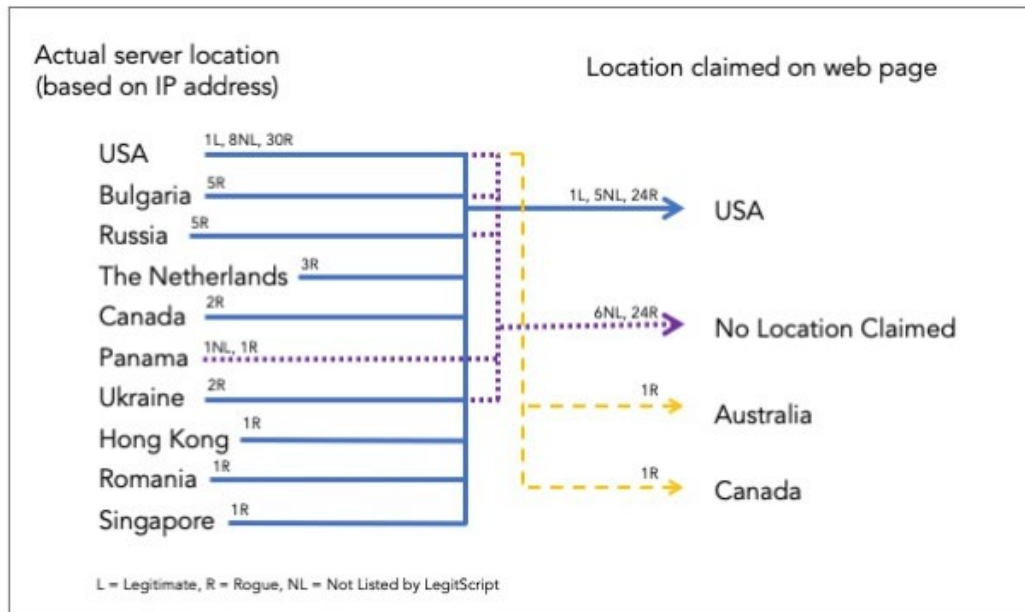 Actual server location
(based on IP address)
Location claimed on web page
USA
1L, 8NL, 30R
Bulgaria
5R
Russia
5R
The Netherlands
3R
Canada
2R
Panama
1NL, 1R
Ukraine
2R
Hong Kong
1R
Romania
1R
Singapore
1R
1L, 5NL, 24R
USA
6NL, 24R
No Location Claimed
1R
Australia
1R
Canada
L = Legitimate, R = Rogue, NL = Not Listed by LegitScript